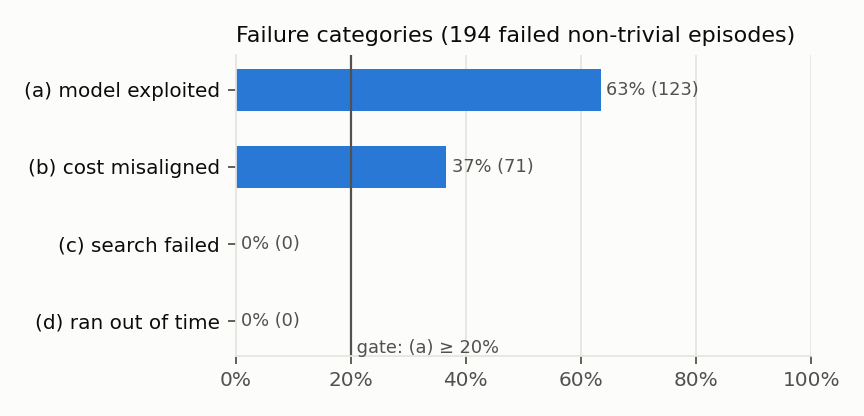 Failure categories (194 failed non-trivial episodes)
(a) model exploited
63% (123)
(b) cost misaligned
37% (71)
(c) search failed
0% (0)
(d) ran out of time
0% (0)
gate: (a) ≥ 20%
0%
20%
40%
60%
80%
100%